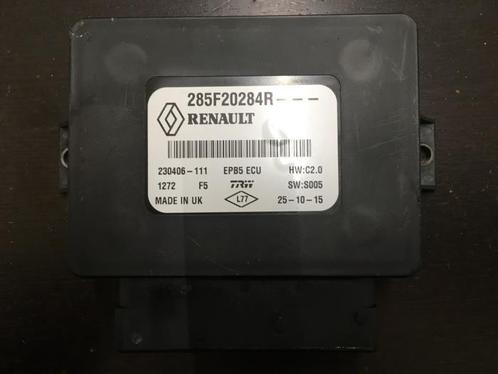 285F20284R---
RENAULT
230406-111 EPB5 ECU HW:C2.0
1272 F5 TRW SW:S005
MADE IN UK L77 25-10-15